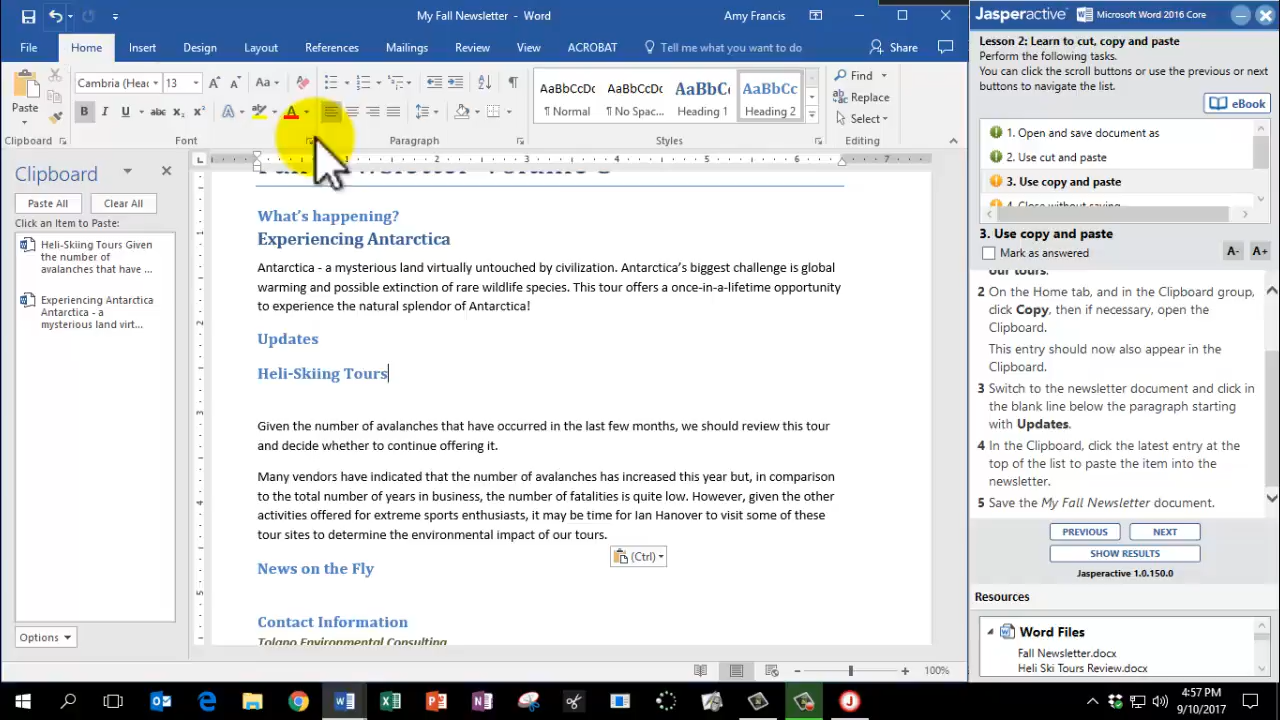 My Fall Newsletter - Word
Amy Francis
Jasperactive
Microsoft Word 2016 Core
File
Home
Insert
Design
Layout
References
Mailings
Review
View
ACROBAT
Tell me what you want to do
Share
Lesson 2: Learn to cut, copy and paste
Perform the following tasks.
You can click the scroll buttons or use the previous or next
buttons to navigate the list.
eBook
Paste
Cambria (Hea
13
Aa
AaBbCcDc
AaBbCcDc
AaBbCc
AaBbCc
¶ Normal
¶ No Spac...
Heading 1
Heading 2
Find
Replace
Select
Clipboard
Font
Paragraph
Styles
1. Open and save document as
2. Use cut and paste
3. Use copy and paste
4. Close without saving
Clipboard
Paste All
Clear All
Click an Item to Paste:
Heli-Skiing Tours Given
the number of
avalanches that have ...
Experiencing Antarctica
Antarctica - a
mysterious land virt...
Options
1
2
3
4
5
6
7
What's happening?
Experiencing Antarctica
Antarctica - a mysterious land virtually untouched by civilization. Antarctica's biggest challenge is global
warming and possible extinction of rare wildlife species. This tour offers a once-in-a-lifetime opportunity
to experience the natural splendor of Antarctica!
Updates
Heli-Skiing Tours
Given the number of avalanches that have occurred in the last few months, we should review this tour
and decide whether to continue offering it.
Many vendors have indicated that the number of avalanches has increased this year but, in comparison
to the total number of years in business, the number of fatalities is quite low. However, given the other
activities offered for extreme sports enthusiasts, it may be time for Ian Hanover to visit some of these
tour sites to determine the environmental impact of our tours.
(Ctrl)
News on the Fly
Contact Information
Tolano Environmental Consulting
3. Use copy and paste
Mark as answered
A-
A+
our tours.
2 On the Home tab, and in the Clipboard group,
click Copy, then if necessary, open the
Clipboard.
This entry should now also appear in the
Clipboard.
3 Switch to the newsletter document and click in
the blank line below the paragraph starting
with Updates.
4 In the Clipboard, click the latest entry at the
top of the list to paste the item into the
newsletter.
5 Save the My Fall Newsletter document.
PREVIOUS
NEXT
SHOW RESULTS
Jasperactive 1.0.150.0
Resources
Word Files
Fall Newsletter.docx
Heli Ski Tours Review.docx
100%
4:57 PM
9/10/2017